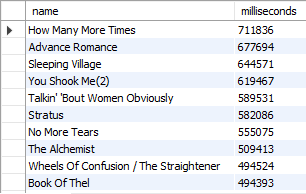 name milliseconds
How Many More Times 711836
Advance Romance 677694
Sleeping Village 644571
You Shook Me(2) 619467
Talkin' 'Bout Women Obviously 589531
Stratus 582086
No More Tears 555075
The Alchemist 509413
Wheels Of Confusion / The Straightener 494524
Book Of Thel 494393